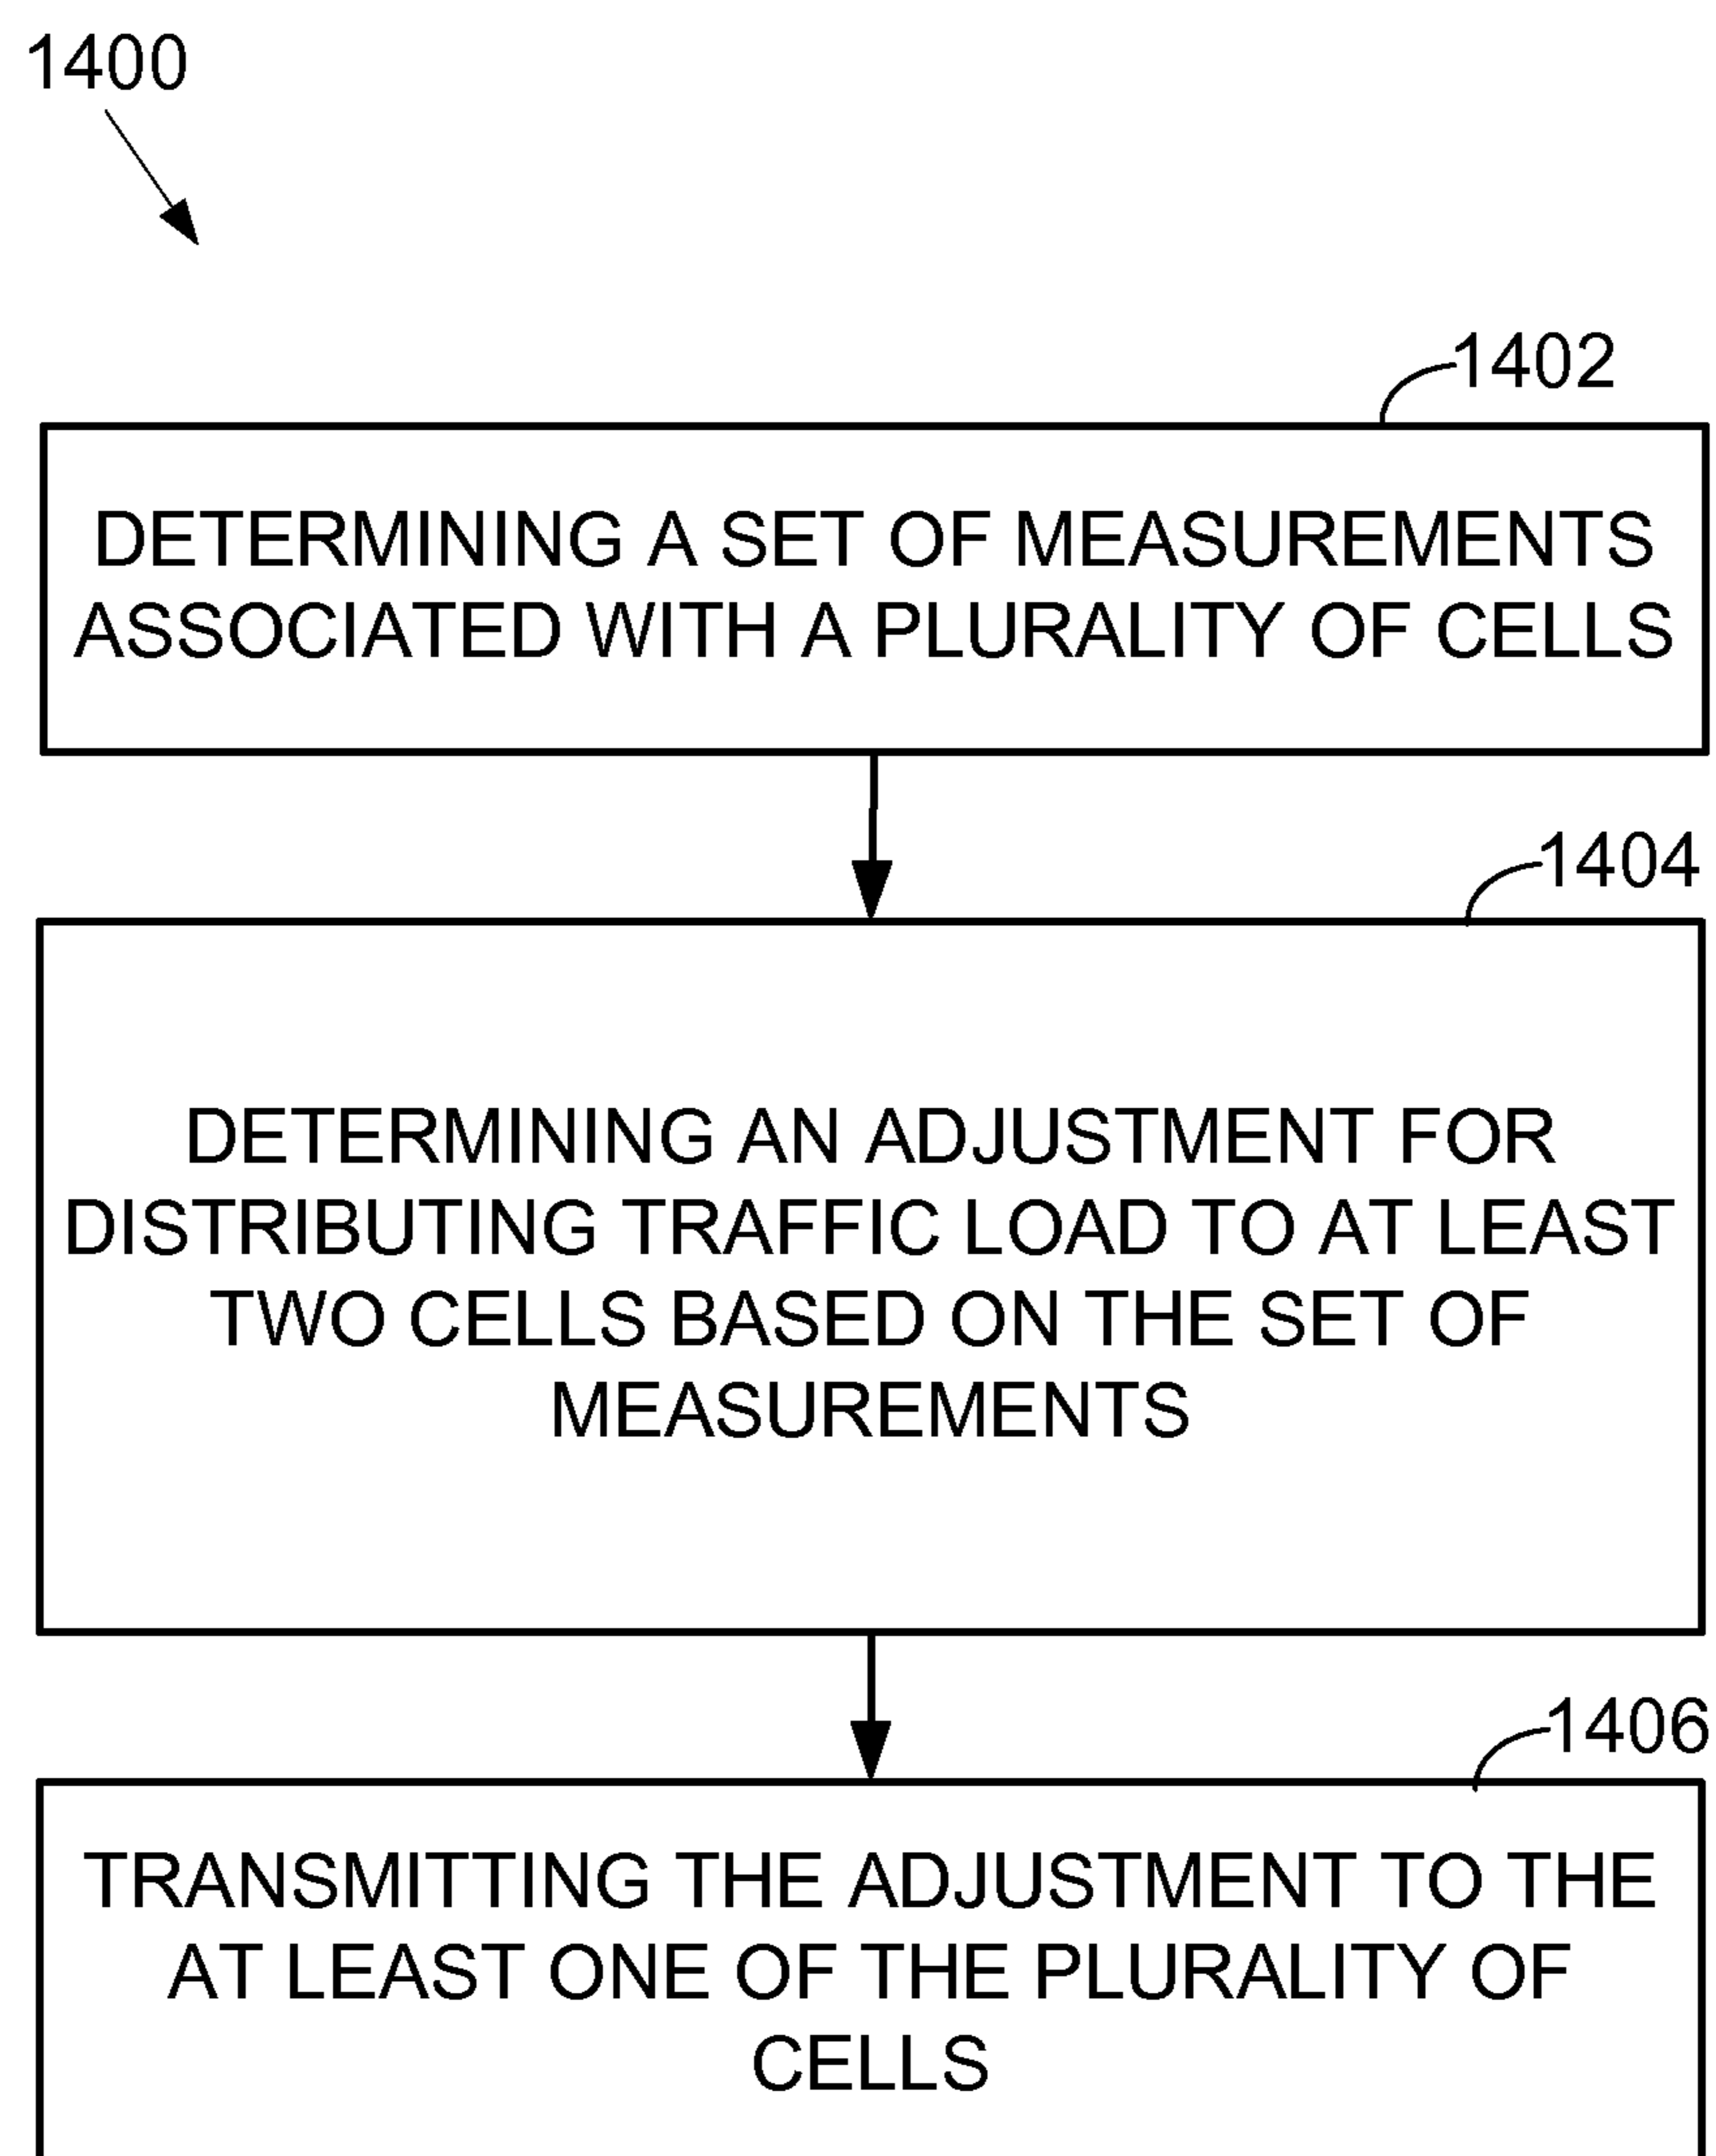 1400
1402
DETERMINING A SET OF MEASUREMENTS
ASSOCIATED WITH A PLURALITY OF CELLS
1404
DETERMINING AN ADJUSTMENT FOR
DISTRIBUTING TRAFFIC LOAD TO AT LEAST
TWO CELLS BASED ON THE SET OF
MEASUREMENTS
1406
TRANSMITTING THE ADJUSTMENT TO THE
AT LEAST ONE OF THE PLURALITY OF
CELLS